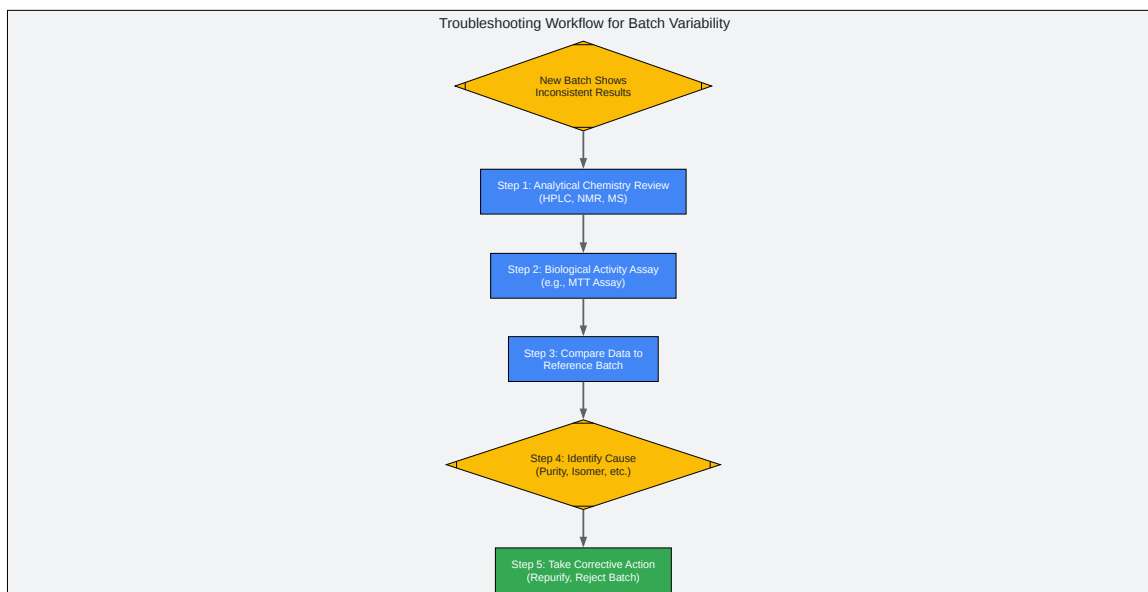 Troubleshooting Workflow for Batch Variability
New Batch Shows
Inconsistent Results
Step 1: Analytical Chemistry Review
(HPLC, NMR, MS)
Step 2: Biological Activity Assay
(e.g., MTT Assay)
Step 3: Compare Data to
Reference Batch
Step 4: Identify Cause
(Purity, Isomer, etc.)
Step 5: Take Corrective Action
(Repurify, Reject Batch)